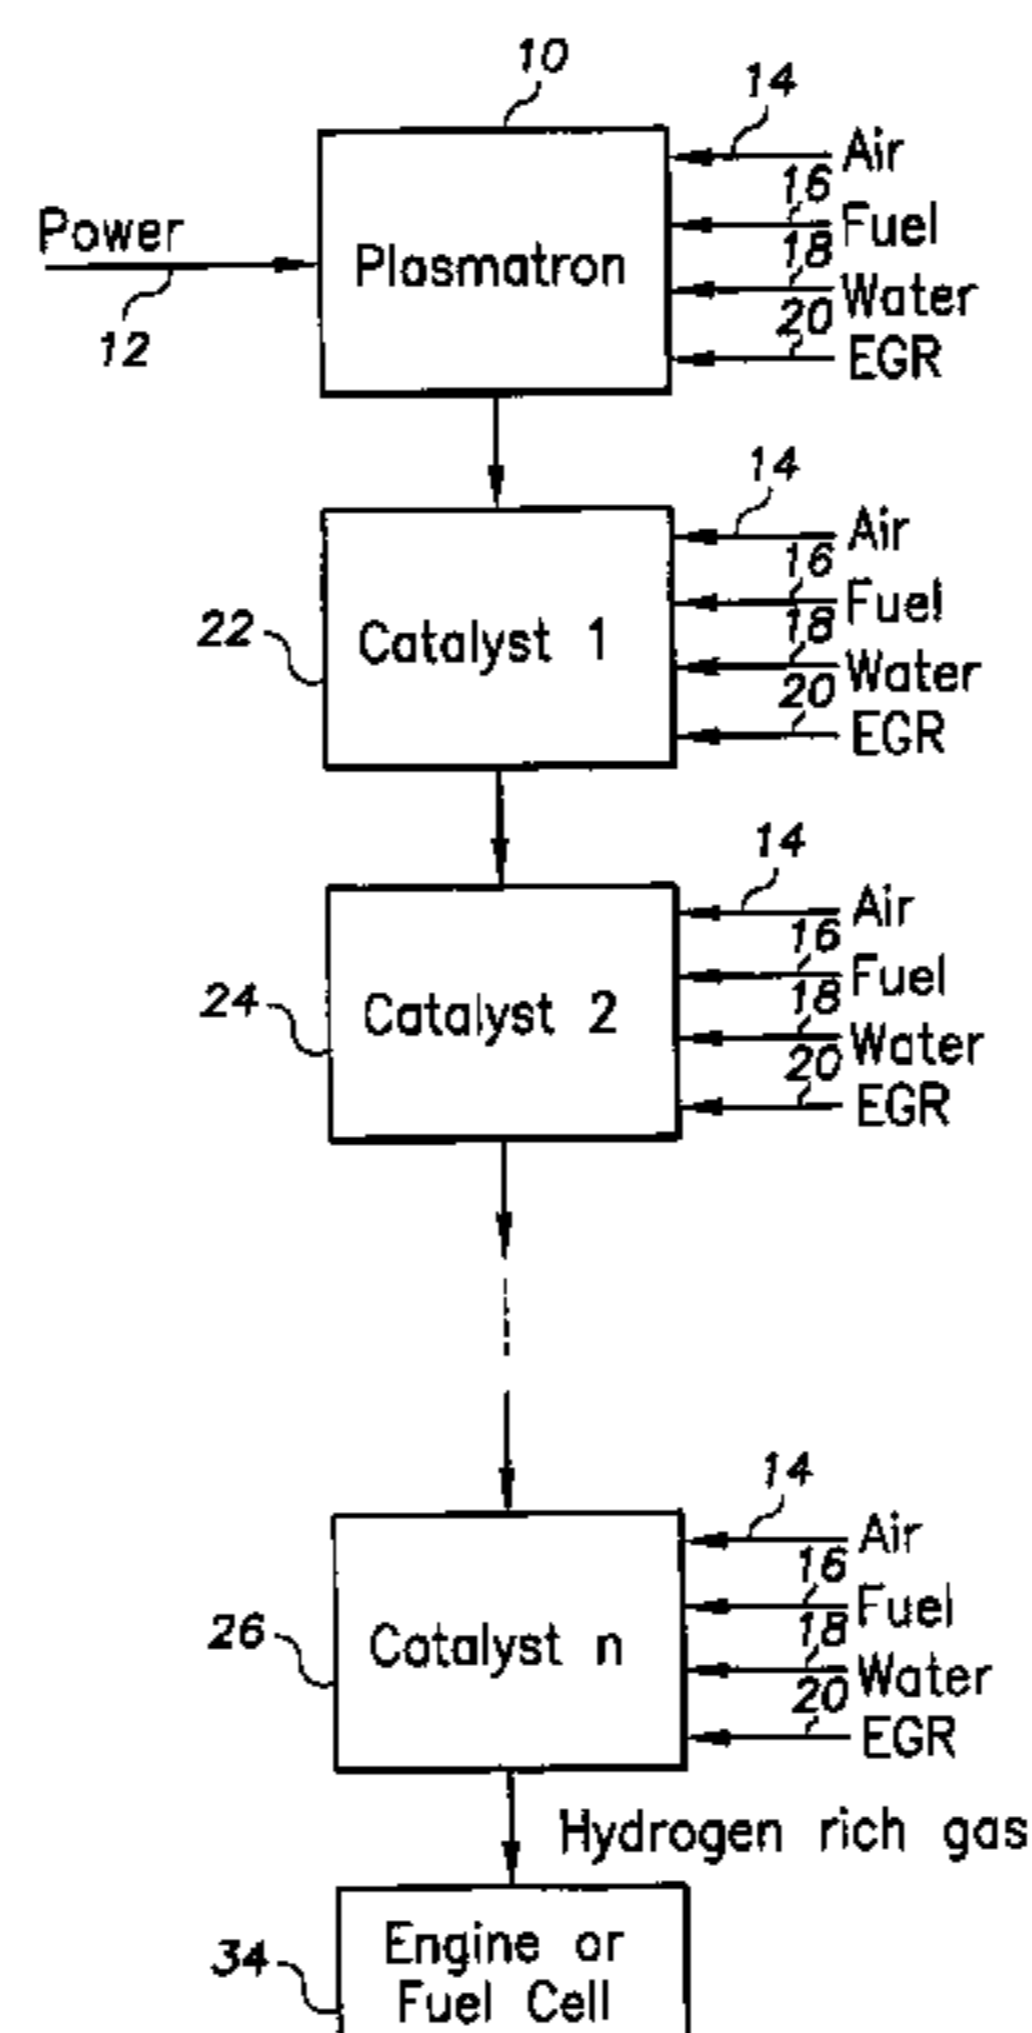 10
14
Air
16
Power
Fuel
Plasmatron
18
Water
12
20
EGR
14
Air
16
Fuel
22
Catalyst 1
18
Water
20
EGR
14
Air
16
Fuel
24
Catalyst 2
18
Water
20
EGR
14
Air
16
Fuel
26
Catalyst n
18
Water
20
EGR
Hydrogen rich gas
34
Engine or
Fuel Cell